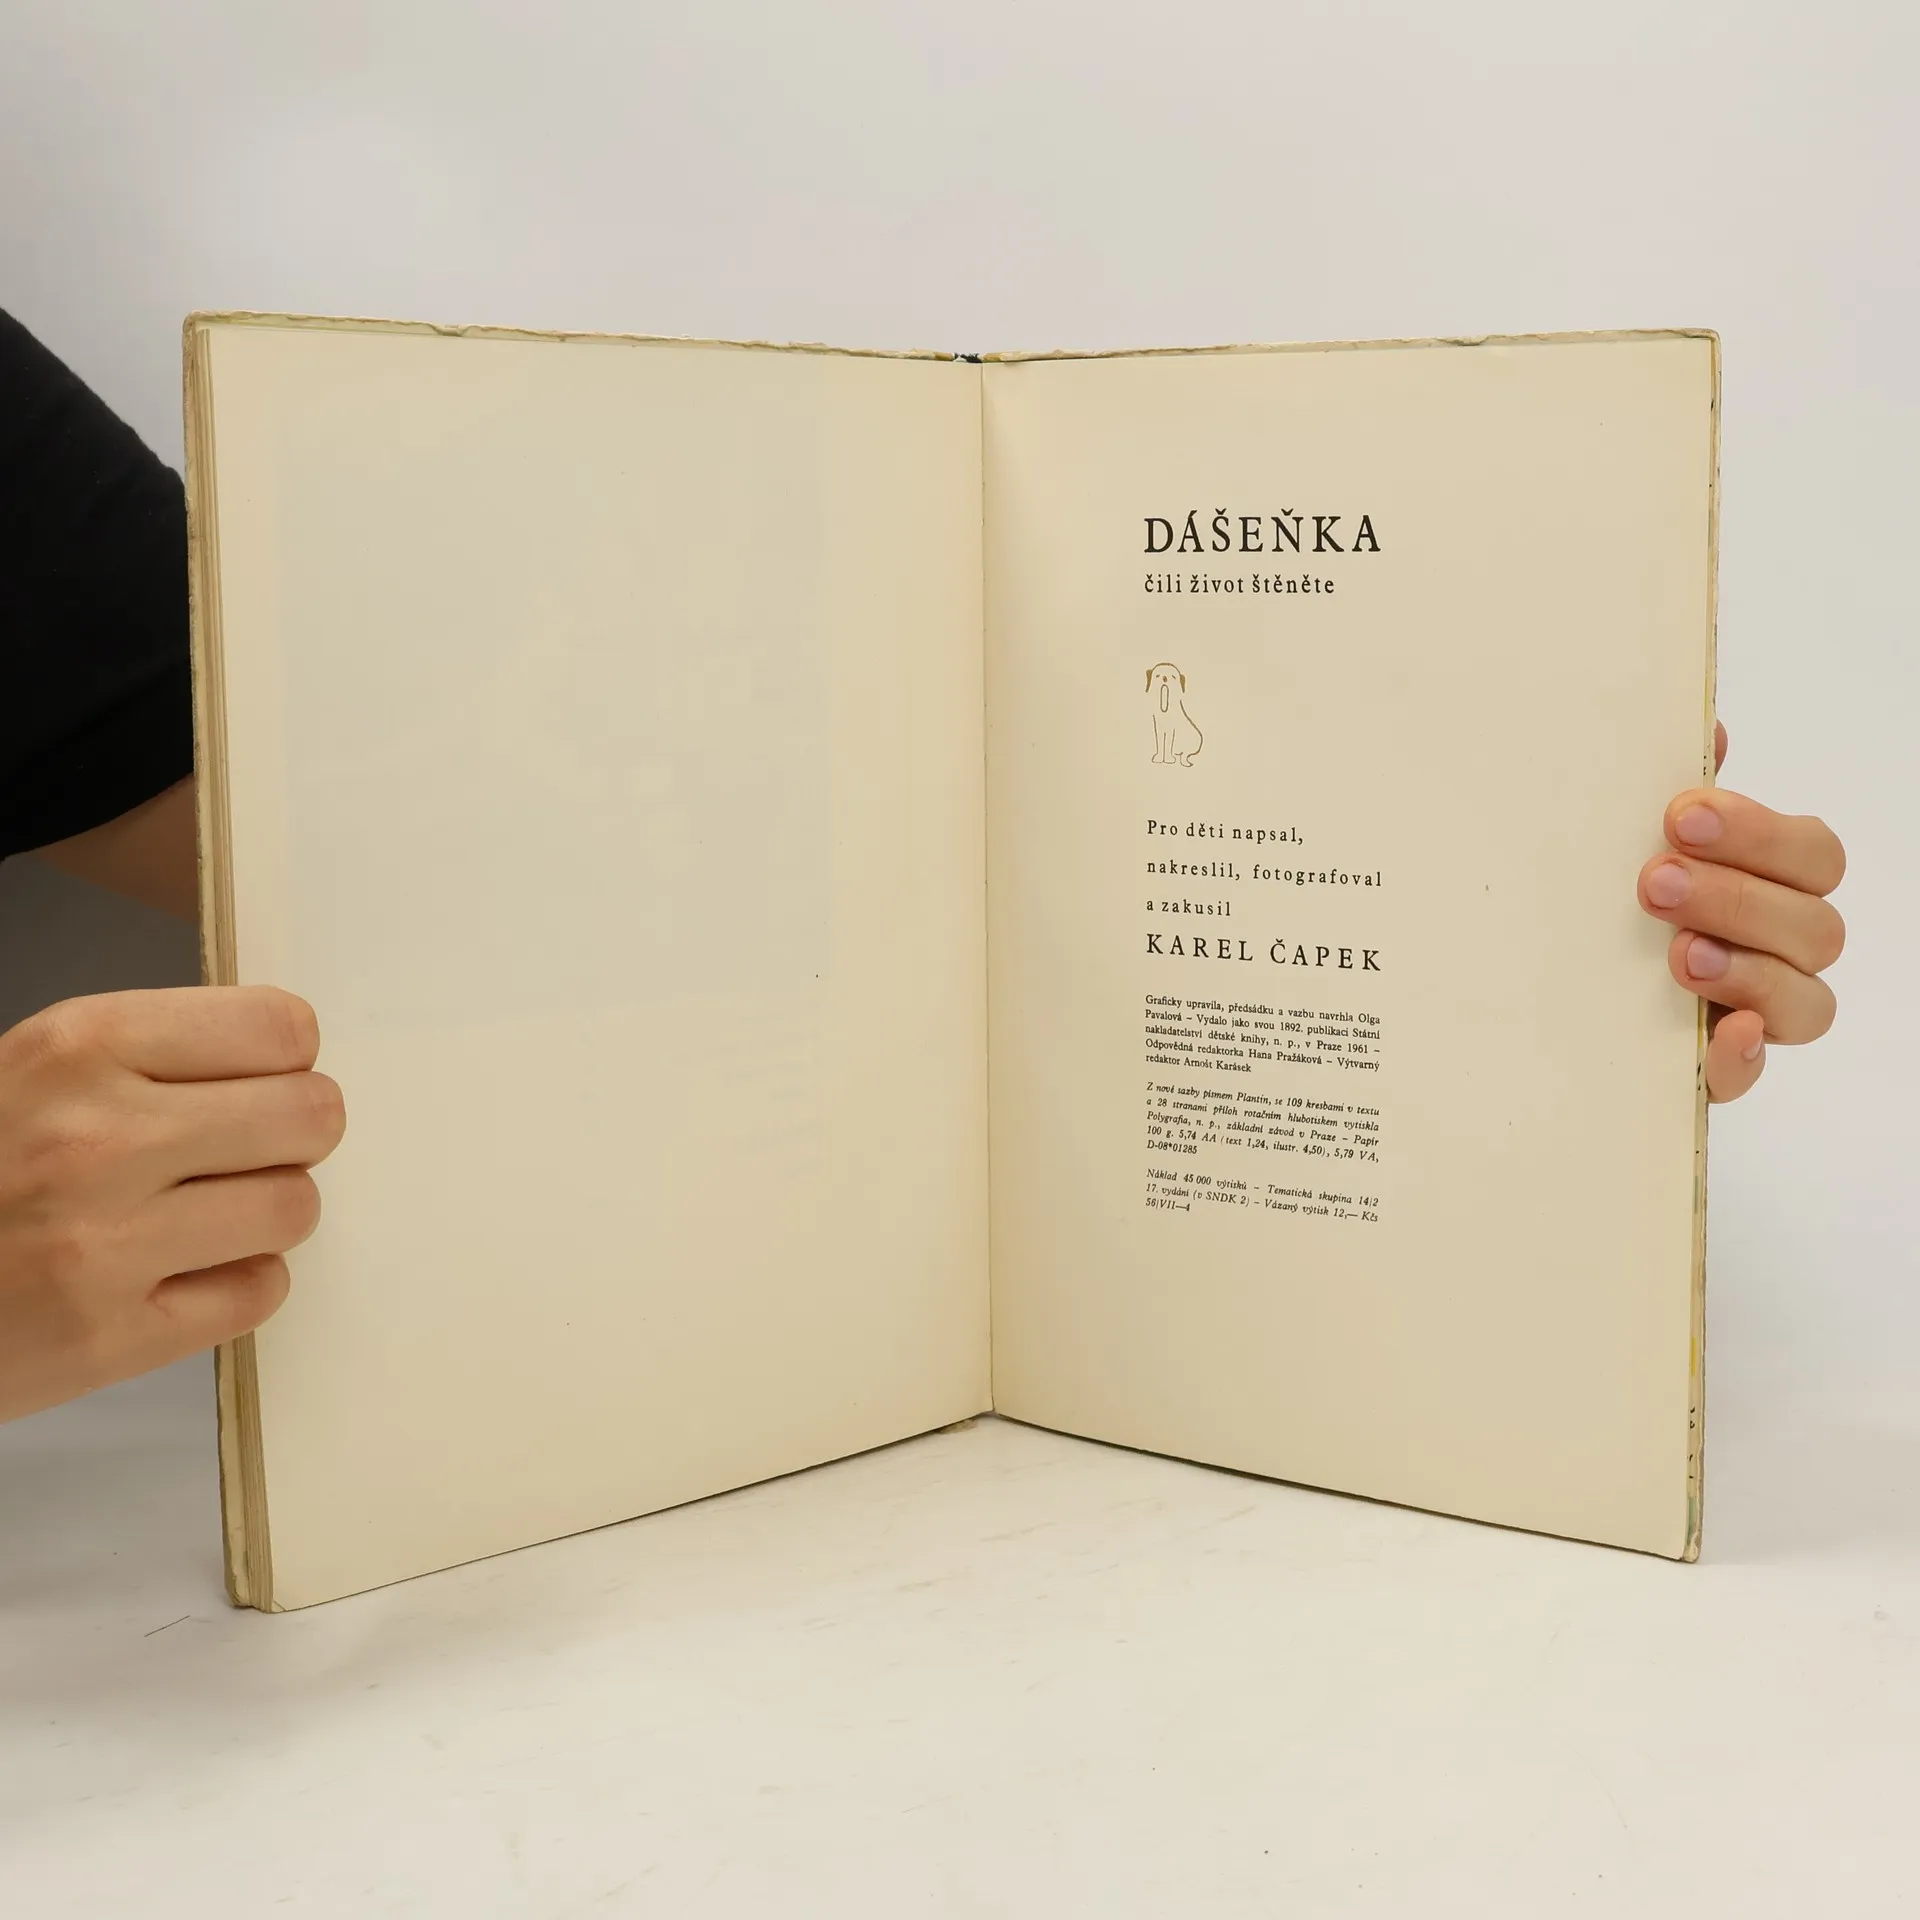 DÁŠEŇKA
čili život štěněte
Pro děti napsal,
nakreslil, fotografoval
a zakusil
KAREL ČAPEK
Graficky upravila, předsádku a vazbu navrhla Olga
Pavalová – Vydalo jako svou 1892. publikaci Státní
nakladatelství dětské knihy, n. p., v Praze 1961 –
Odpovědná redaktorka Hana Pražáková – Výtvarný
redaktor Arnošt Karásek
Z nové sazby písmem Plantin, se 109 kresbami v textu
a 28 stranami příloh rotačním hlubotiskem vytiskla
Polygrafia, n. p., základní závod v Praze – Papír
100 g. 5,74 AA (text 1,24, ilustr. 4,50), 5,79 VA,
D-08*01285
Náklad 45 000 výtisků – Tematická skupina 14/2
17. vydání (v SNDK 2) – Vázaný výtisk 12,— Kčs
56/VII—4